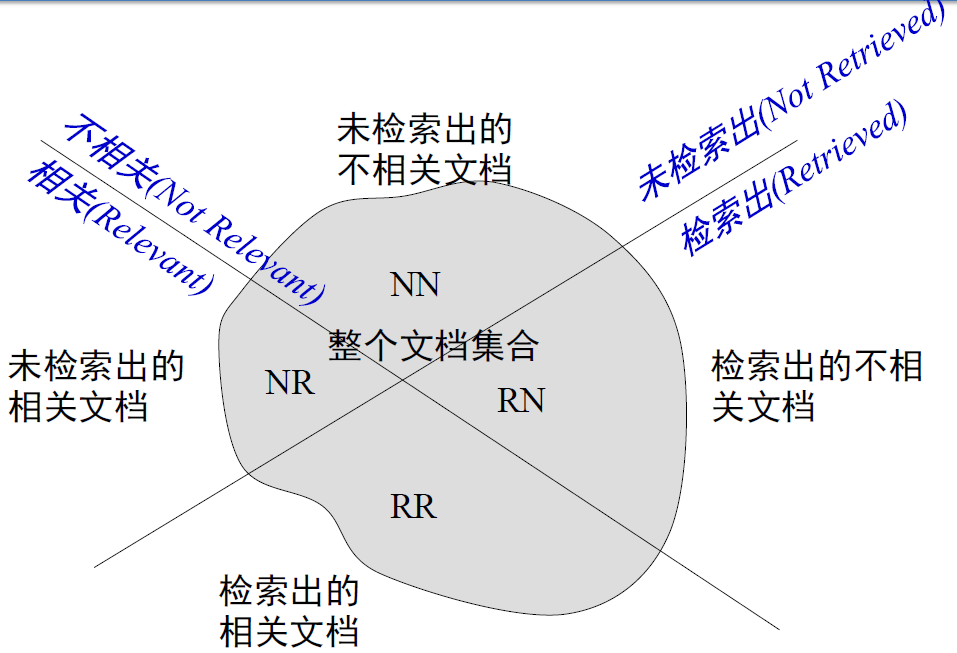 未检索出(Not Retrieved)
检索出(Retrieved)
不相关(Not Relevant)
相关(Relevant)
未检索出的
不相关文档
NN
整个文档集合
未检索出的
相关文档
NR
RN
检索出的不相
关文档
RR
检索出的
相关文档